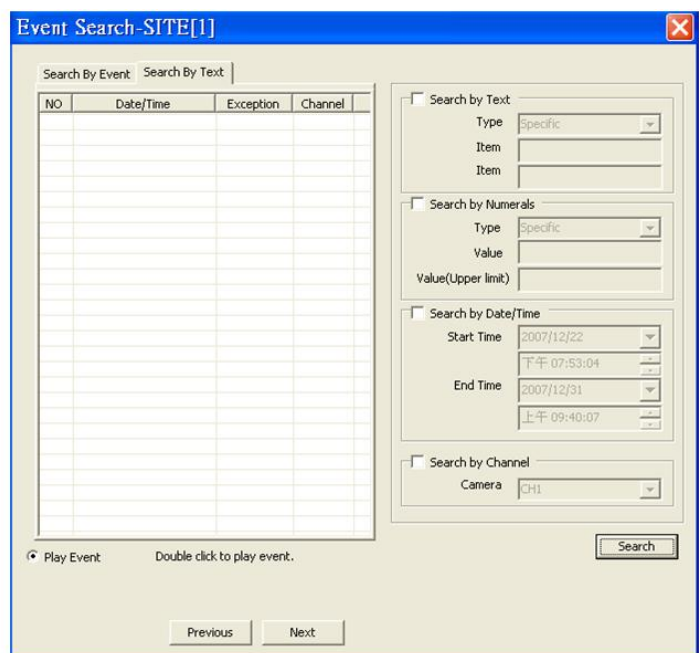 Event Search-SITE[1]
Search By Event
Search By Text
NO Date/Time Exception Channel
Search by Text
Type Specific
Item
Item
Search by Numerals
Type Specific
Value
Value(Upper limit)
Search by Date/Time
Start Time 2007/12/22
下午 07:53:04
End Time 2007/12/31
上午 09:40:07
Search by Channel
Camera CH1
Search
Play Event Double click to play event.
Previous Next